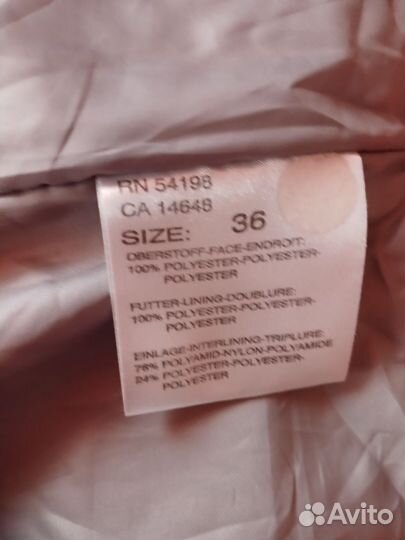 RN 54198
CA 14648
SIZE: 36
OBERSTOFF-FACE-ENDROIT:
100% POLYESTER-POLYESTER-
POLYESTER
FUTTER-LINING-DOUBLURE:
100% POLYESTER-POLYESTER-
POLYESTER
EINLAGE-INTERLINING-TRIPLURE:
76% POLYAMID-NYLON-POLYAMIDE
24% POLYESTER-POLYESTER-
POLYESTER
Avito